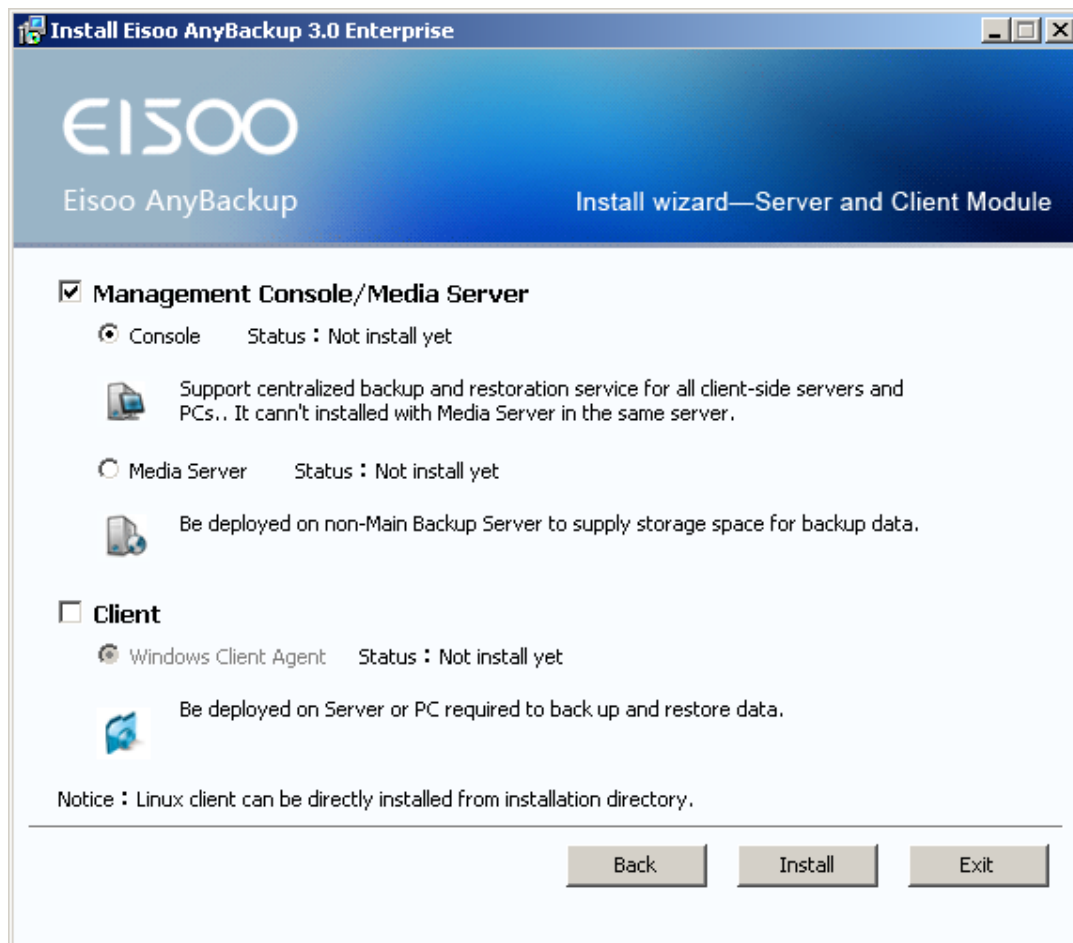 Install Eisoo AnyBackup 3.0 Enterprise
EISOO
Eisoo AnyBackup
Install wizard—Server and Client Module
Management Console/Media Server
Console Status：Not install yet
Support centralized backup and restoration service for all client-side servers and
PCs.. It cann't installed with Media Server in the same server.
Media Server Status：Not install yet
Be deployed on non-Main Backup Server to supply storage space for backup data.
Client
Windows Client Agent Status：Not install yet
Be deployed on Server or PC required to back up and restore data.
Notice：Linux client can be directly installed from installation directory.
Back Install Exit